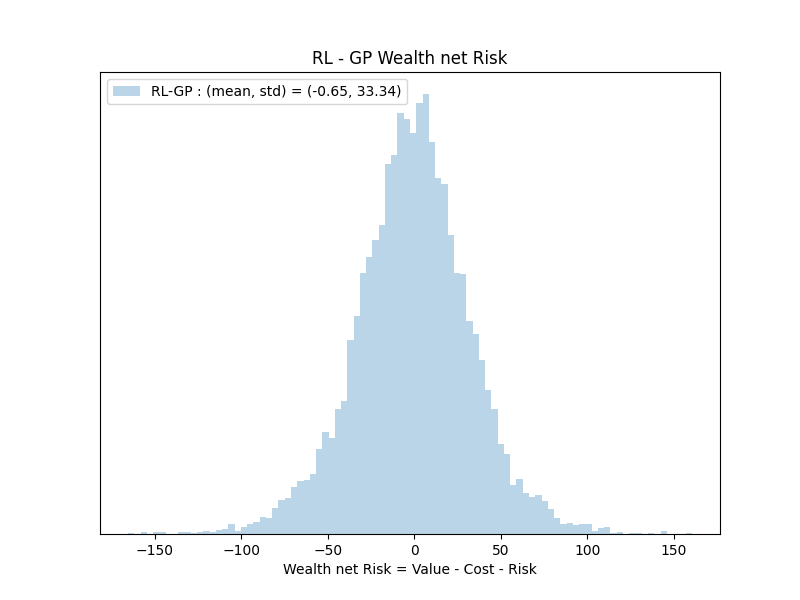 RL - GP Wealth net Risk
RL-GP : (mean, std) = (-0.65, 33.34)
−150 −100 −50 0 50 100 150
Wealth net Risk = Value - Cost - Risk